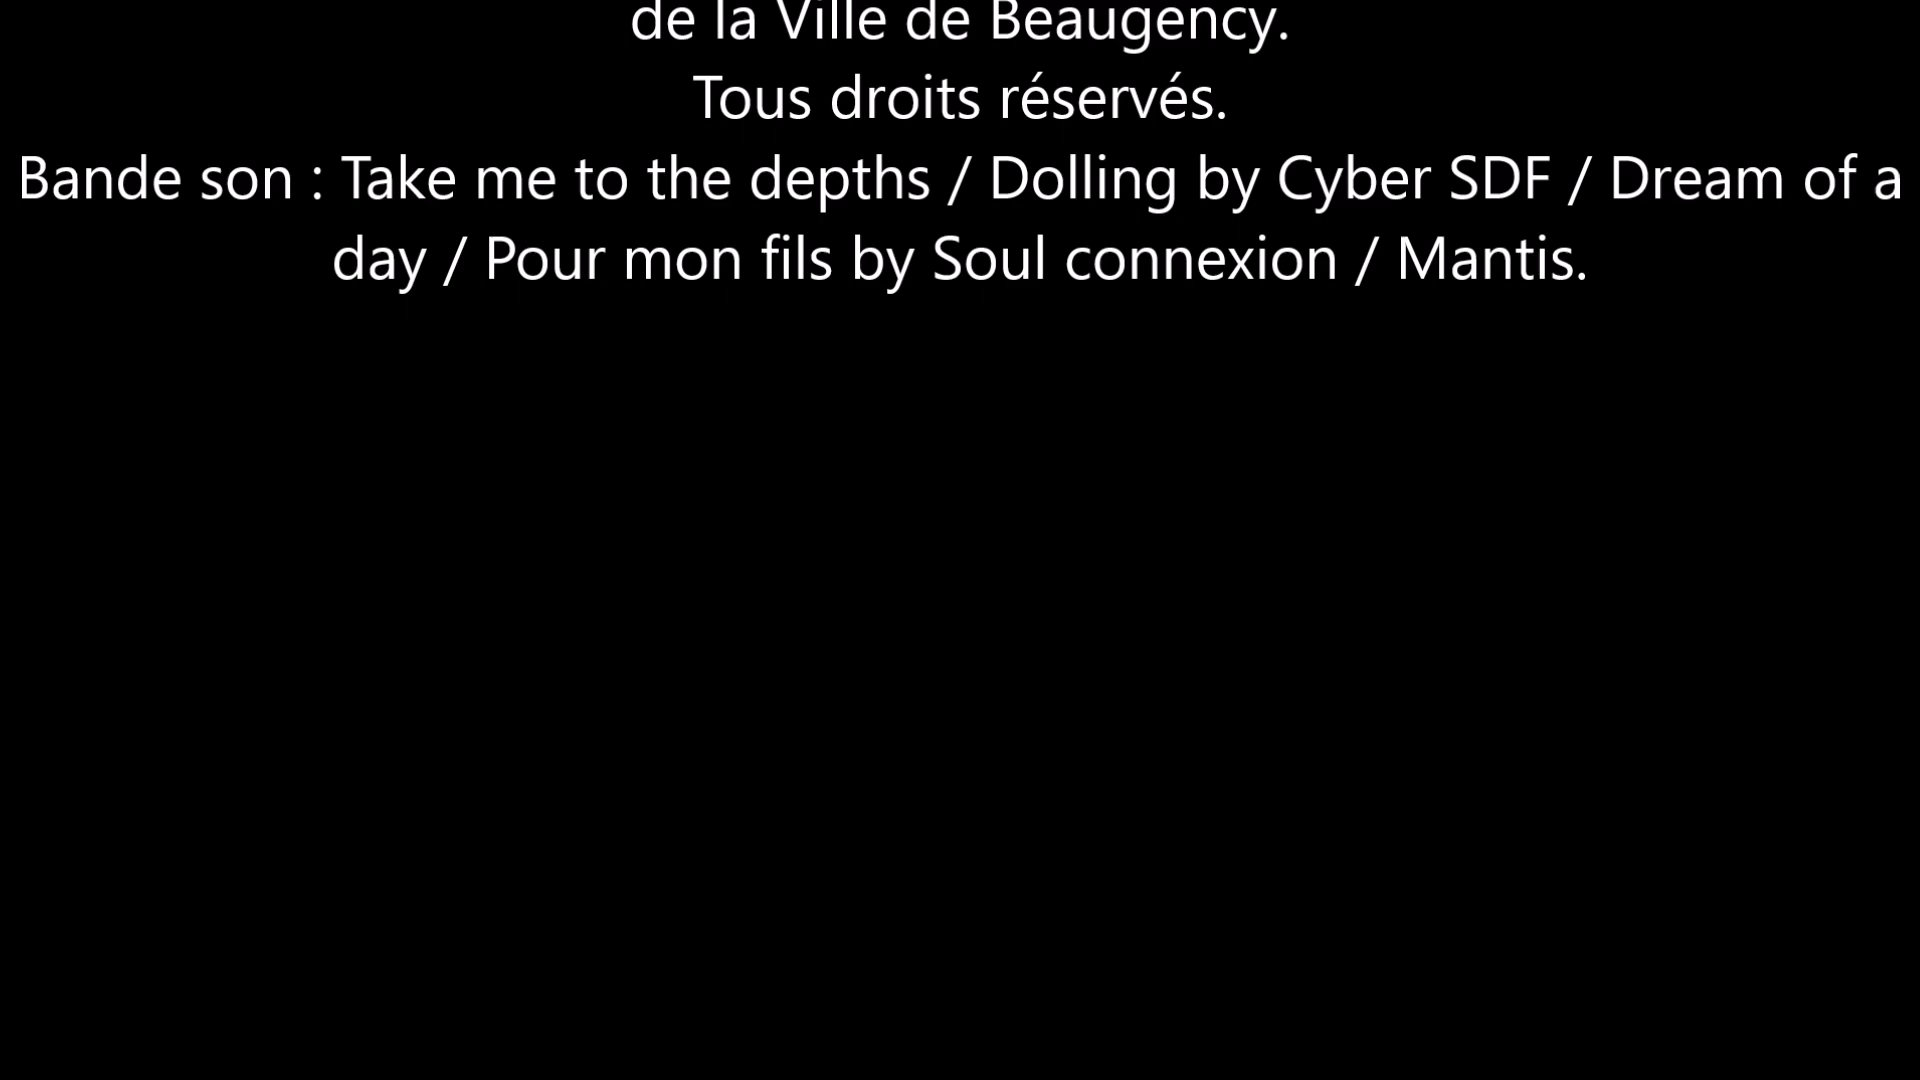 de la Ville de Beaugency.
Tous droits réservés.
Bande son : Take me to the depths / Dolling by Cyber SDF / Dream of a
day / Pour mon fils by Soul connexion / Mantis.